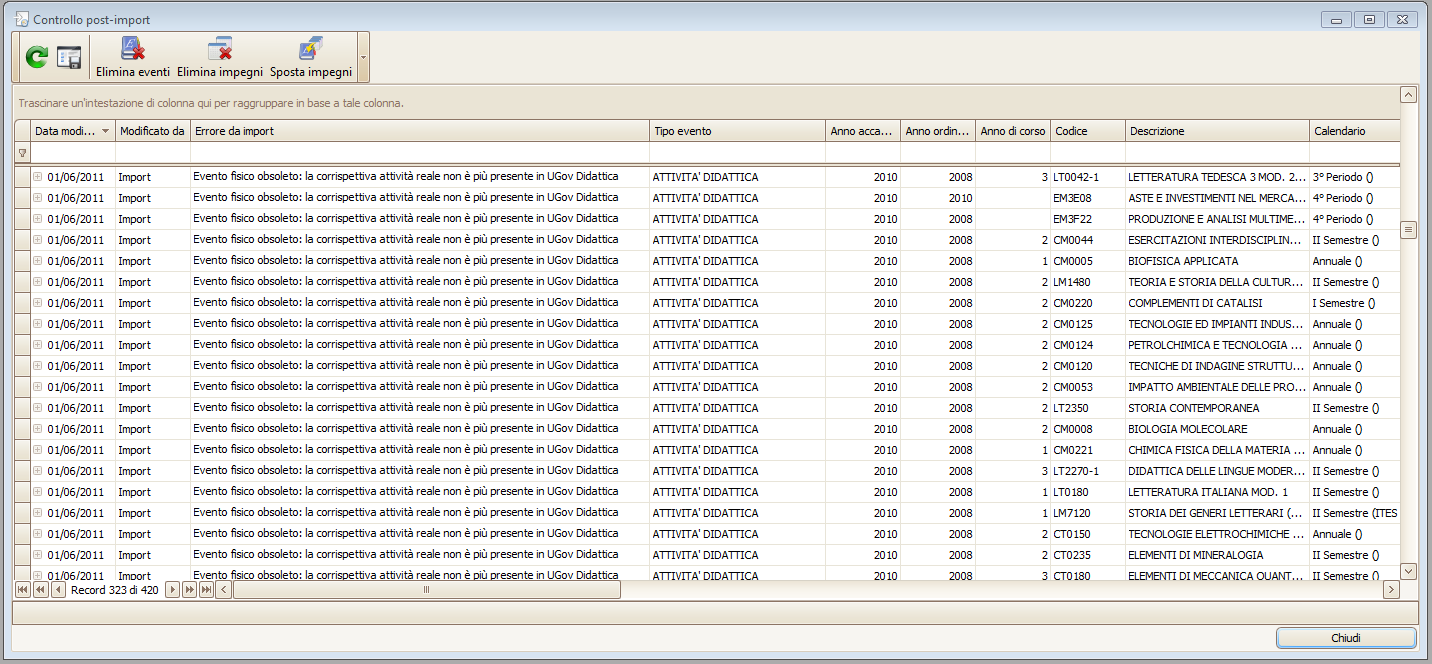 Controllo post-import
Elimina eventi Elimina impegni Sposta impegni
Trascinare un'intestazione di colonna qui per raggruppare in base a tale colonna.
Data modi... Modificato da Errore da import Tipo evento Anno acca... Anno ordin... Anno di corso Codice Descrizione Calendario
01/06/2011 Import Evento fisico obsoleto: la corrispettiva attività reale non è più presente in UGov Didattica ATTIVITA' DIDATTICA 2010 2008 3 LT0042-1 LETTERATURA TEDESCA 3 MOD. 2... 3° Periodo ()
01/06/2011 Import Evento fisico obsoleto: la corrispettiva attività reale non è più presente in UGov Didattica ATTIVITA' DIDATTICA 2010 2010 EM3E08 ASTE E INVESTIMENTI NEL MERCA... 4° Periodo ()
01/06/2011 Import Evento fisico obsoleto: la corrispettiva attività reale non è più presente in UGov Didattica ATTIVITA' DIDATTICA 2010 2008 EM3F22 PRODUZIONE E ANALISI MULTIME... 4° Periodo ()
01/06/2011 Import Evento fisico obsoleto: la corrispettiva attività reale non è più presente in UGov Didattica ATTIVITA' DIDATTICA 2010 2008 2 CM0044 ESERCITAZIONI INTERDISCIPLIN... II Semestre ()
01/06/2011 Import Evento fisico obsoleto: la corrispettiva attività reale non è più presente in UGov Didattica ATTIVITA' DIDATTICA 2010 2008 1 CM0005 BIOFISICA APPLICATA Annuale ()
01/06/2011 Import Evento fisico obsoleto: la corrispettiva attività reale non è più presente in UGov Didattica ATTIVITA' DIDATTICA 2010 2008 2 LM1480 TEORIA E STORIA DELLA CULTUR... II Semestre ()
01/06/2011 Import Evento fisico obsoleto: la corrispettiva attività reale non è più presente in UGov Didattica ATTIVITA' DIDATTICA 2010 2008 2 CM0220 COMPLEMENTI DI CATALISI I Semestre ()
01/06/2011 Import Evento fisico obsoleto: la corrispettiva attività reale non è più presente in UGov Didattica ATTIVITA' DIDATTICA 2010 2008 2 CM0125 TECNOLOGIE ED IMPIANTI INDUS... Annuale ()
01/06/2011 Import Evento fisico obsoleto: la corrispettiva attività reale non è più presente in UGov Didattica ATTIVITA' DIDATTICA 2010 2008 2 CM0124 PETROLCHIMICA E TECNOLOGIA ... Annuale ()
01/06/2011 Import Evento fisico obsoleto: la corrispettiva attività reale non è più presente in UGov Didattica ATTIVITA' DIDATTICA 2010 2008 2 CM0120 TECNICHE DI INDAGINE STRUTTU... Annuale ()
01/06/2011 Import Evento fisico obsoleto: la corrispettiva attività reale non è più presente in UGov Didattica ATTIVITA' DIDATTICA 2010 2008 2 CM0053 IMPATTO AMBIENTALE DELLE PRO... Annuale ()
01/06/2011 Import Evento fisico obsoleto: la corrispettiva attività reale non è più presente in UGov Didattica ATTIVITA' DIDATTICA 2010 2008 2 LT2350 STORIA CONTEMPORANEA II Semestre ()
01/06/2011 Import Evento fisico obsoleto: la corrispettiva attività reale non è più presente in UGov Didattica ATTIVITA' DIDATTICA 2010 2008 2 CM0008 BIOLOGIA MOLECOLARE Annuale ()
01/06/2011 Import Evento fisico obsoleto: la corrispettiva attività reale non è più presente in UGov Didattica ATTIVITA' DIDATTICA 2010 2008 1 CM0221 CHIMICA FISICA DELLA MATERIA ... Annuale ()
01/06/2011 Import Evento fisico obsoleto: la corrispettiva attività reale non è più presente in UGov Didattica ATTIVITA' DIDATTICA 2010 2008 3 LT2270-1 DIDATTICA DELLE LINGUE MODER... II Semestre ()
01/06/2011 Import Evento fisico obsoleto: la corrispettiva attività reale non è più presente in UGov Didattica ATTIVITA' DIDATTICA 2010 2008 1 LT0180 LETTERATURA ITALIANA MOD. 1 II Semestre ()
01/06/2011 Import Evento fisico obsoleto: la corrispettiva attività reale non è più presente in UGov Didattica ATTIVITA' DIDATTICA 2010 2008 1 LM7120 STORIA DEI GENERI LETTERARI (... II Semestre (ITES
01/06/2011 Import Evento fisico obsoleto: la corrispettiva attività reale non è più presente in UGov Didattica ATTIVITA' DIDATTICA 2010 2008 2 CT0150 TECNOLOGIE ELETTROCHIMICHE ... Annuale ()
01/06/2011 Import Evento fisico obsoleto: la corrispettiva attività reale non è più presente in UGov Didattica ATTIVITA' DIDATTICA 2010 2008 2 CT0235 ELEMENTI DI MINERALOGIA II Semestre ()
01/06/2011 Import Evento fisico obsoleto: la corrispettiva attività reale non è più presente in UGov Didattica ATTIVITA' DIDATTICA 2010 2008 3 CT0180 ELEMENTI DI MECCANICA QUANT... II Semestre ()
Record 323 di 420
Chiudi